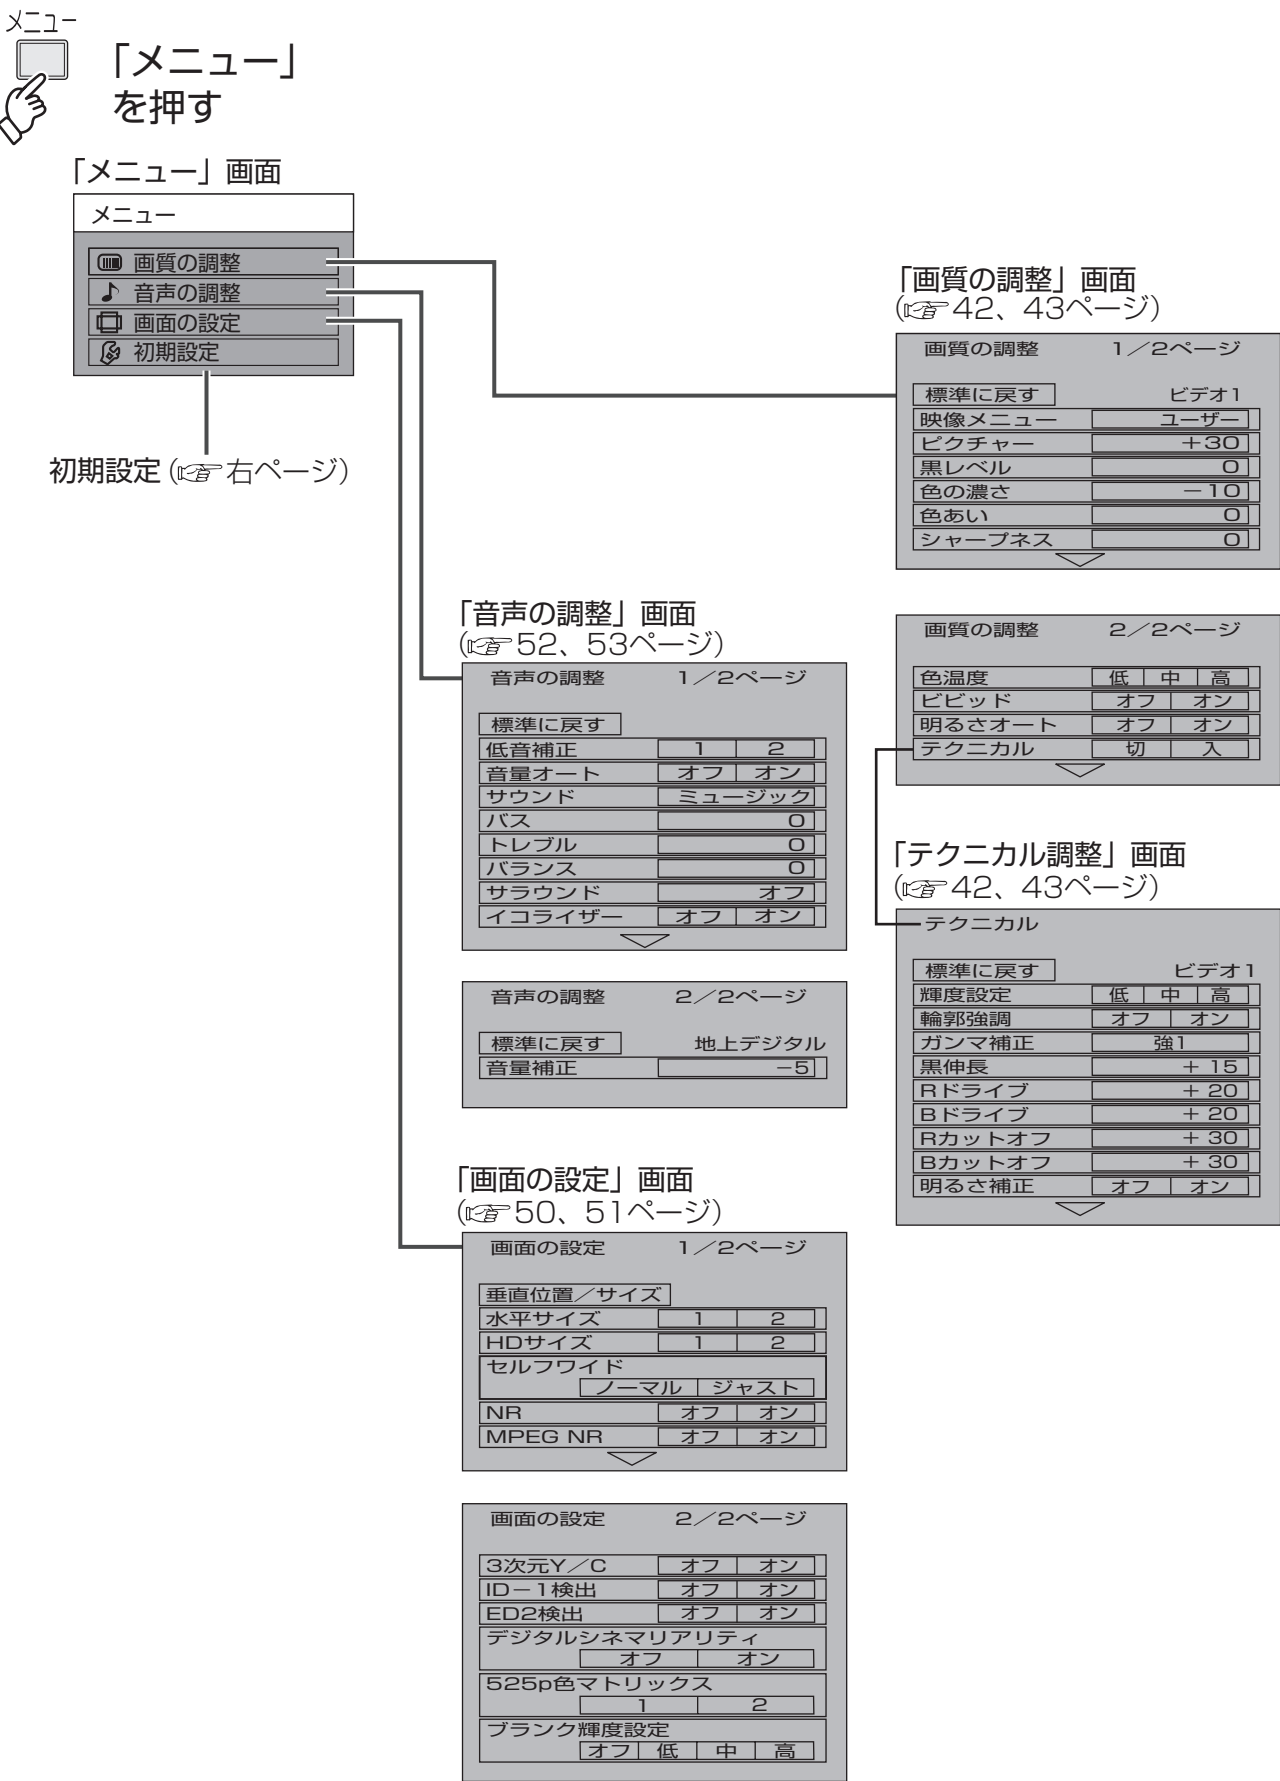 メニュー
「メニュー」
を押す
「メニュー」画面
メニュー
画質の調整
音声の調整
画面の設定
初期設定
初期設定(☞右ページ)
「画質の調整」画面
(☞42、43ページ)
画質の調整 1／2ページ
標準に戻す ビデオ1
映像メニュー ユーザー
ピクチャー ＋30
黒レベル 0
色の濃さ －10
色あい 0
シャープネス 0
画質の調整 2／2ページ
色温度 低 中 高
ビビッド オフ オン
明るさオート オフ オン
テクニカル 切 入
「テクニカル調整」画面
(☞42、43ページ)
テクニカル
標準に戻す ビデオ1
輝度設定 低 中 高
輪郭強調 オフ オン
ガンマ補正 強1
黒伸長 ＋15
Rドライブ ＋20
Bドライブ ＋20
Rカットオフ ＋30
Bカットオフ ＋30
明るさ補正 オフ オン
「音声の調整」画面
(☞52、53ページ)
音声の調整 1／2ページ
標準に戻す
低音補正 1 2
音量オート オフ オン
サウンド ミュージック
バス 0
トレブル 0
バランス 0
サラウンド オフ
イコライザー オフ オン
音声の調整 2／2ページ
標準に戻す 地上デジタル
音量補正 －5
「画面の設定」画面
(☞50、51ページ)
画面の設定 1／2ページ
垂直位置／サイズ
水平サイズ 1 2
HDサイズ 1 2
セルフワイド
ノーマル ジャスト
NR オフ オン
MPEG NR オフ オン
画面の設定 2／2ページ
3次元Y／C オフ オン
ID－1検出 オフ オン
ED2検出 オフ オン
デジタルシネマリアリティ
オフ オン
525p色マトリックス
1 2
ブランク輝度設定
オフ 低 中 高